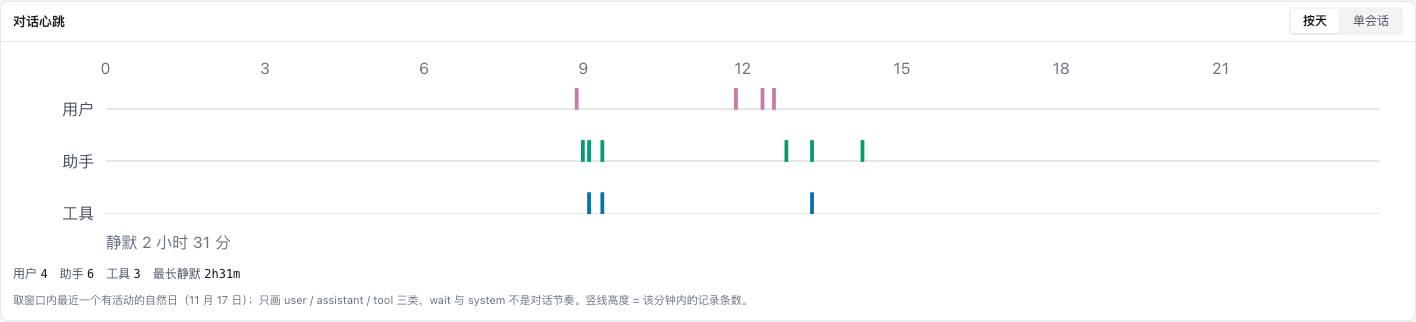 对话心跳
按天 单会话
0 3 6 9 12 15 18 21
用户
助手
工具
静默 2 小时 31 分
用户 4 助手 6 工具 3 最长静默 2h31m
取窗口内最近一个有活动的自然日（11 月 17 日）；只画 user / assistant / tool 三类，wait 与 system 不是对话节奏。竖线高度 = 该分钟内的记录条数。